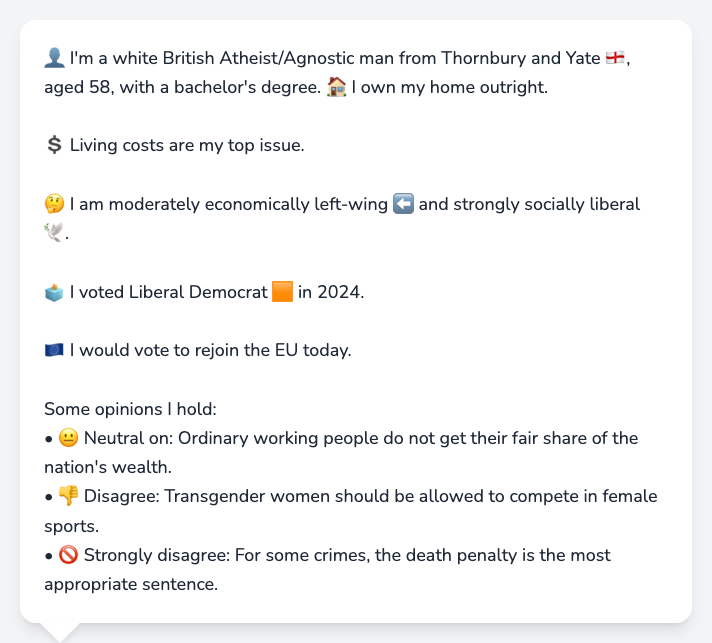 👤 I'm a white British Atheist/Agnostic man from Thornbury and Yate 🏴󠁧󠁢󠁥󠁮󠁧󠁿,
aged 58, with a bachelor's degree. 🏠 I own my home outright.
💲 Living costs are my top issue.
🤔 I am moderately economically left-wing ⬅️ and strongly socially liberal
🕊️.
🗳️ I voted Liberal Democrat 🟧 in 2024.
🇪🇺 I would vote to rejoin the EU today.
Some opinions I hold:
• 😐 Neutral on: Ordinary working people do not get their fair share of the
nation's wealth.
• 👎 Disagree: Transgender women should be allowed to compete in female
sports.
• 🚫 Strongly disagree: For some crimes, the death penalty is the most
appropriate sentence.